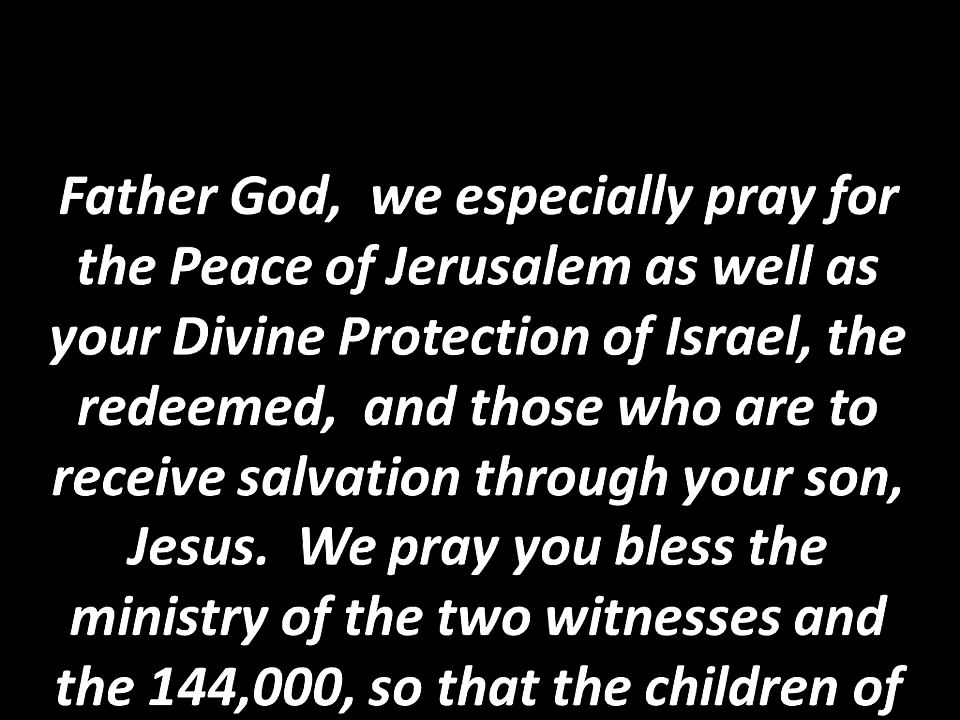 Father God,  we especially pray for
the Peace of Jerusalem as well as
your Divine Protection of Israel, the
redeemed,  and those who are to
receive salvation through your son,
Jesus.  We pray you bless the
ministry of the two witnesses and
the 144,000, so that the children of